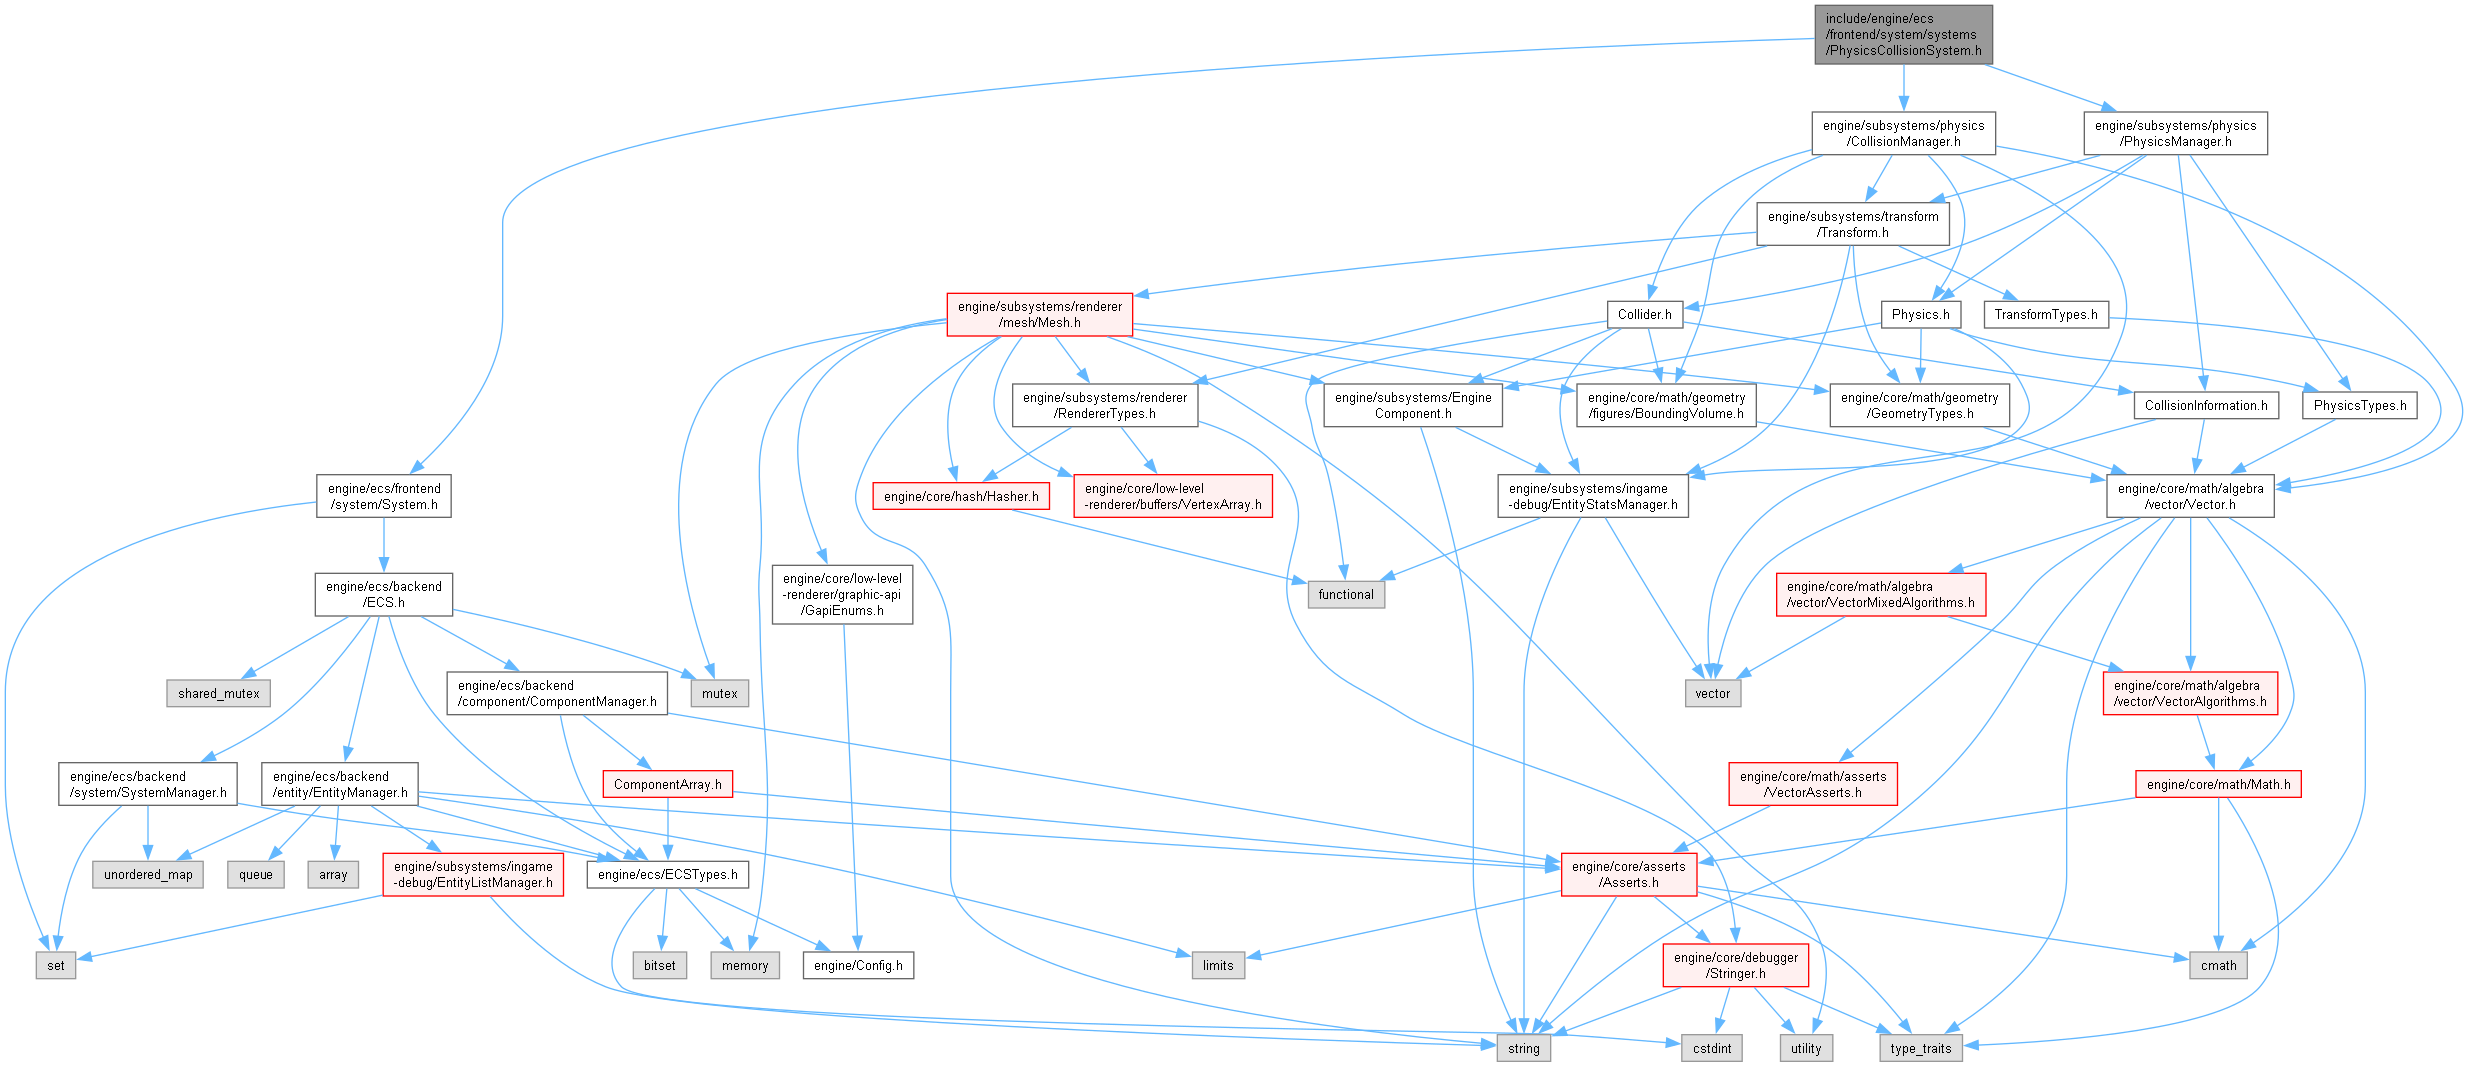 include/engine/ecs
/frontend/system/systems
/PhysicsCollisionSystem.h
engine/subsystems/physics
/CollisionManager.h
engine/subsystems/physics
/PhysicsManager.h
engine/subsystems/transform
/Transform.h
engine/subsystems/renderer
/mesh/Mesh.h
Collider.h
Physics.h
TransformTypes.h
engine/subsystems/renderer
/RendererTypes.h
engine/subsystems/Engine
Component.h
engine/core/math/geometry
/figures/BoundingVolume.h
engine/core/math/geometry
/GeometryTypes.h
CollisionInformation.h
PhysicsTypes.h
engine/ecs/frontend
/system/System.h
engine/core/hash/Hasher.h
engine/core/low-level
-renderer/buffers/VertexArray.h
engine/subsystems/ingame
-debug/EntityStatsManager.h
engine/core/math/algebra
/vector/Vector.h
engine/ecs/backend
/ECS.h
engine/core/low-level
-renderer/graphic-api
/GapiEnums.h
functional
engine/core/math/algebra
/vector/VectorMixedAlgorithms.h
shared_mutex
engine/ecs/backend
/component/ComponentManager.h
mutex
vector
engine/core/math/algebra
/vector/VectorAlgorithms.h
engine/ecs/backend
/system/SystemManager.h
engine/ecs/backend
/entity/EntityManager.h
ComponentArray.h
engine/core/math/asserts
/VectorAsserts.h
engine/core/math/Math.h
unordered_map
queue
array
engine/subsystems/ingame
-debug/EntityListManager.h
engine/ecs/ECSTypes.h
engine/core/asserts
/Asserts.h
set
bitset
memory
engine/Config.h
limits
engine/core/debugger
/Stringer.h
cmath
string
cstdint
utility
type_traits